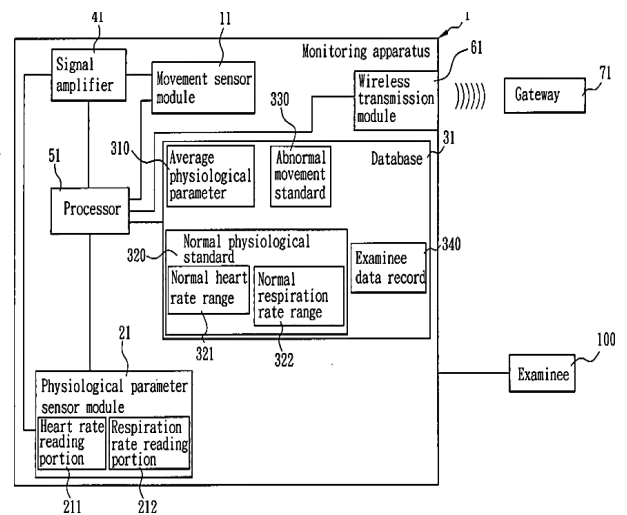 41
11
1
Signal
amplifier
Movement sensor
module
Monitoring apparatus
61
Wireless
transmission
module
Gateway
71
330
310
31
Average
physiological
parameter
Abnormal
movement
standard
Database
51
Processor
320
Normal physiological
standard
Normal heart
rate range
Normal
respiration
rate range
340
Examinee
data record
321
322
21
Physiological parameter
sensor module
Heart rate
reading
portion
Respiration
rate reading
portion
211
212
100
Examinee